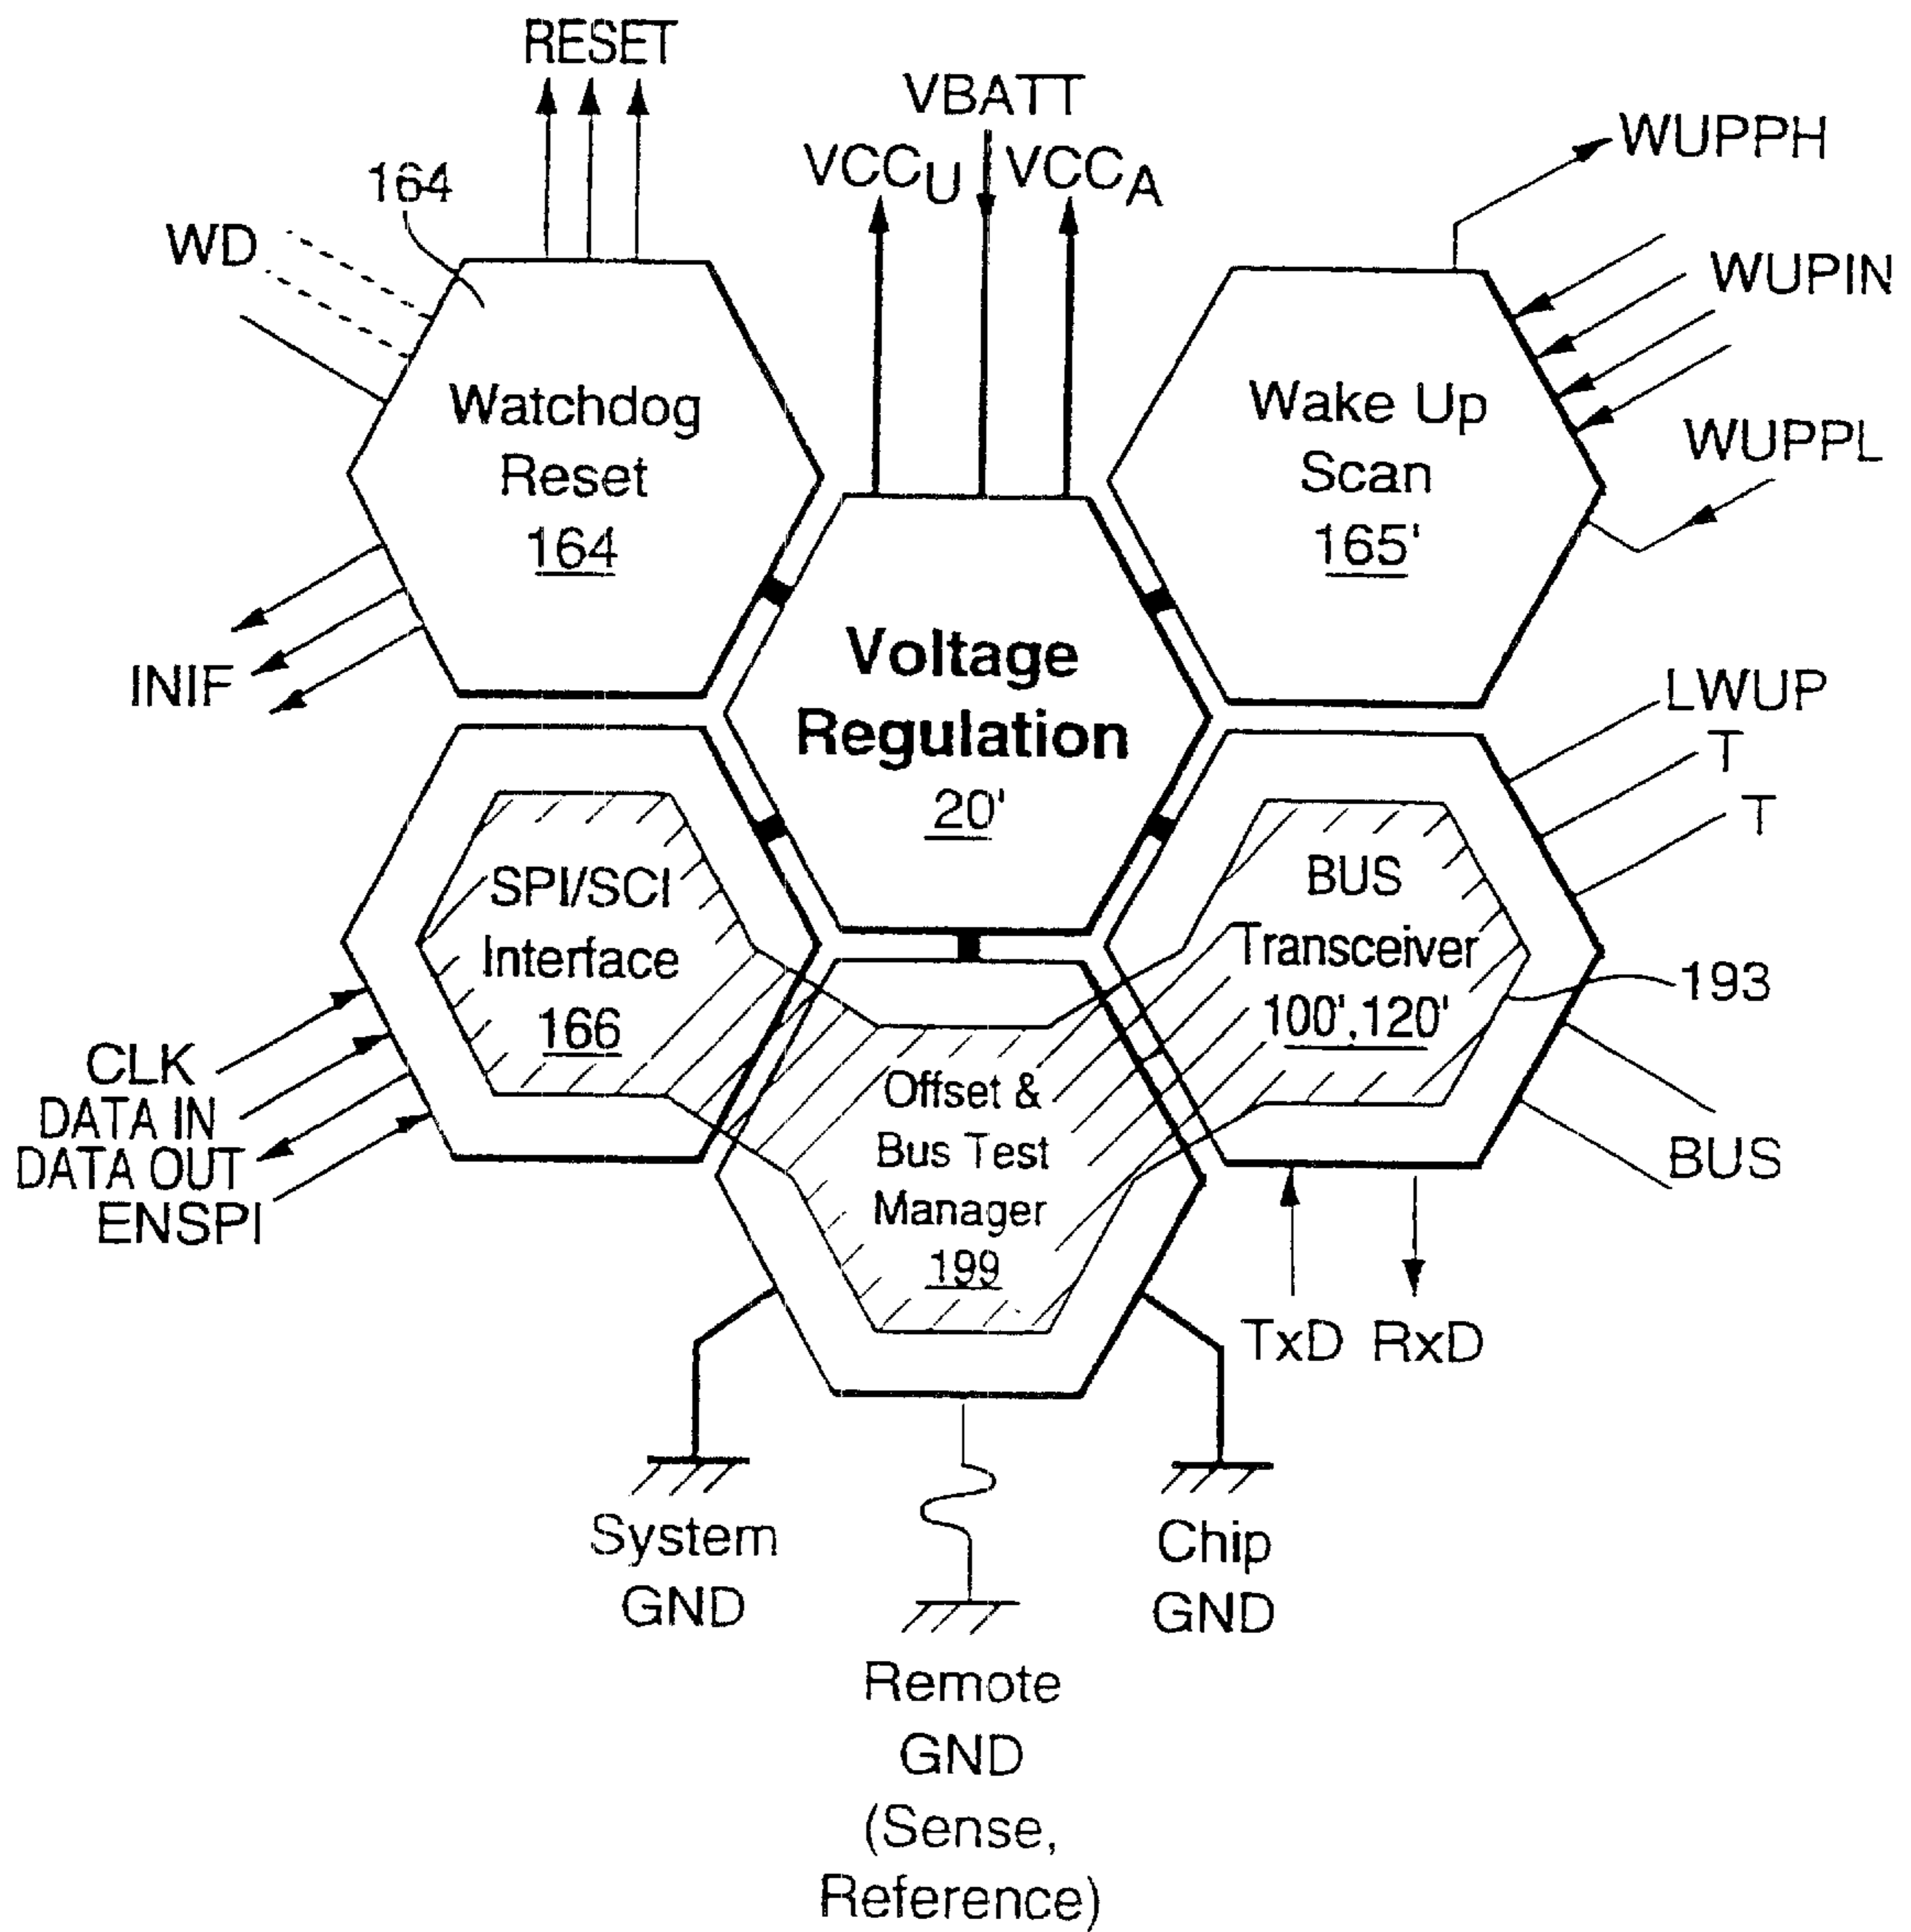 RESET
VBATT
VCCU
VCCA
WUPPH
164
WD
WUPIN
Watchdog
Reset
164
Wake Up
Scan
165'
WUPPL
INIF
Voltage
Regulation
20'
LWUP
T
T
SPI/SCI
Interface
166
BUS
Transceiver
100',120'
193
CLK
DATA IN
DATA OUT
ENSPI
Offset &
Bus Test
Manager
199
BUS
TxD
RxD
System
GND
Chip
GND
Remote
GND
(Sense,
Reference)